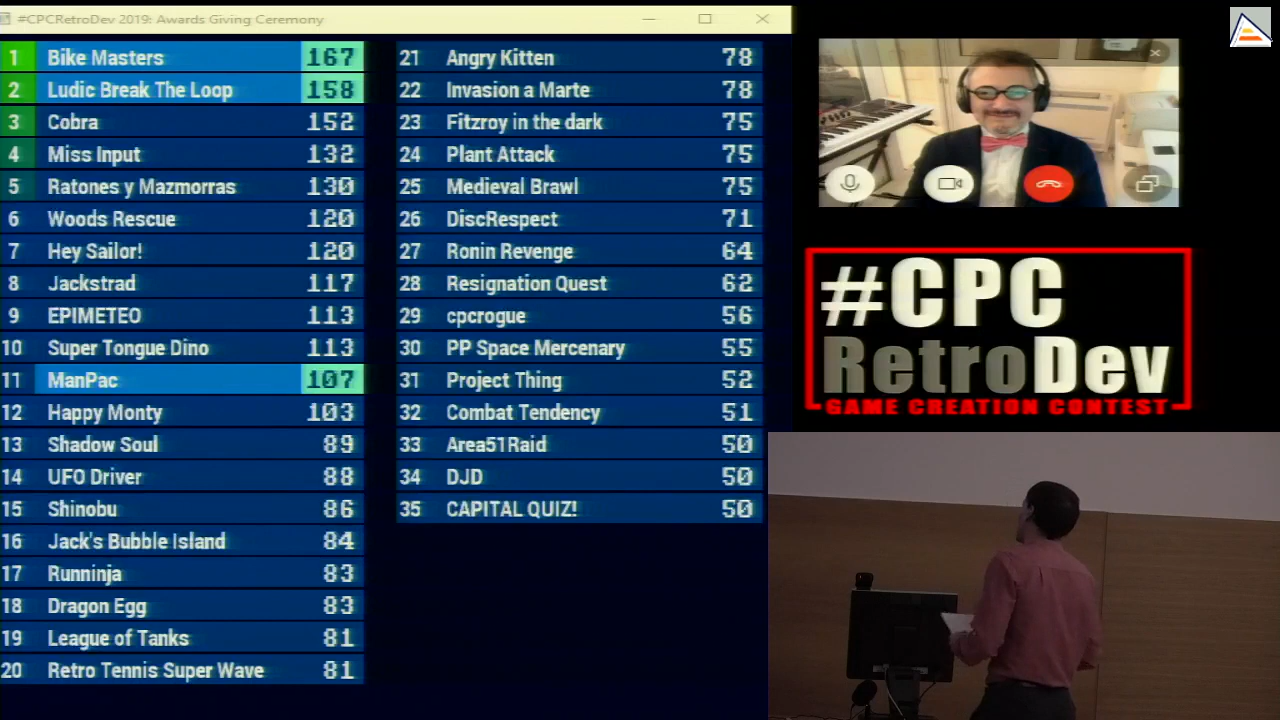 #CPCRetroDev 2019: Awards Giving Ceremony
1 Bike Masters 167
2 Ludic Break The Loop 158
3 Cobra 152
4 Miss Input 132
5 Ratones y Mazmorras 130
6 Woods Rescue 120
7 Hey Sailor! 120
8 Jackstrad 117
9 EPIMETEO 113
10 Super Tongue Dino 113
11 ManPac 107
12 Happy Monty 103
13 Shadow Soul 89
14 UFO Driver 88
15 Shinobu 86
16 Jack's Bubble Island 84
17 Runninja 83
18 Dragon Egg 83
19 League of Tanks 81
20 Retro Tennis Super Wave 81
21 Angry Kitten 78
22 Invasion a Marte 78
23 Fitzroy in the dark 75
24 Plant Attack 75
25 Medieval Brawl 75
26 DiscRespect 71
27 Ronin Revenge 64
28 Resignation Quest 62
29 cpcrogue 56
30 PP Space Mercenary 55
31 Project Thing 52
32 Combat Tendency 51
33 Area51Raid 50
34 DJD 50
35 CAPITAL QUIZ! 50
#CPC
RetroDev
GAME CREATION CONTEST